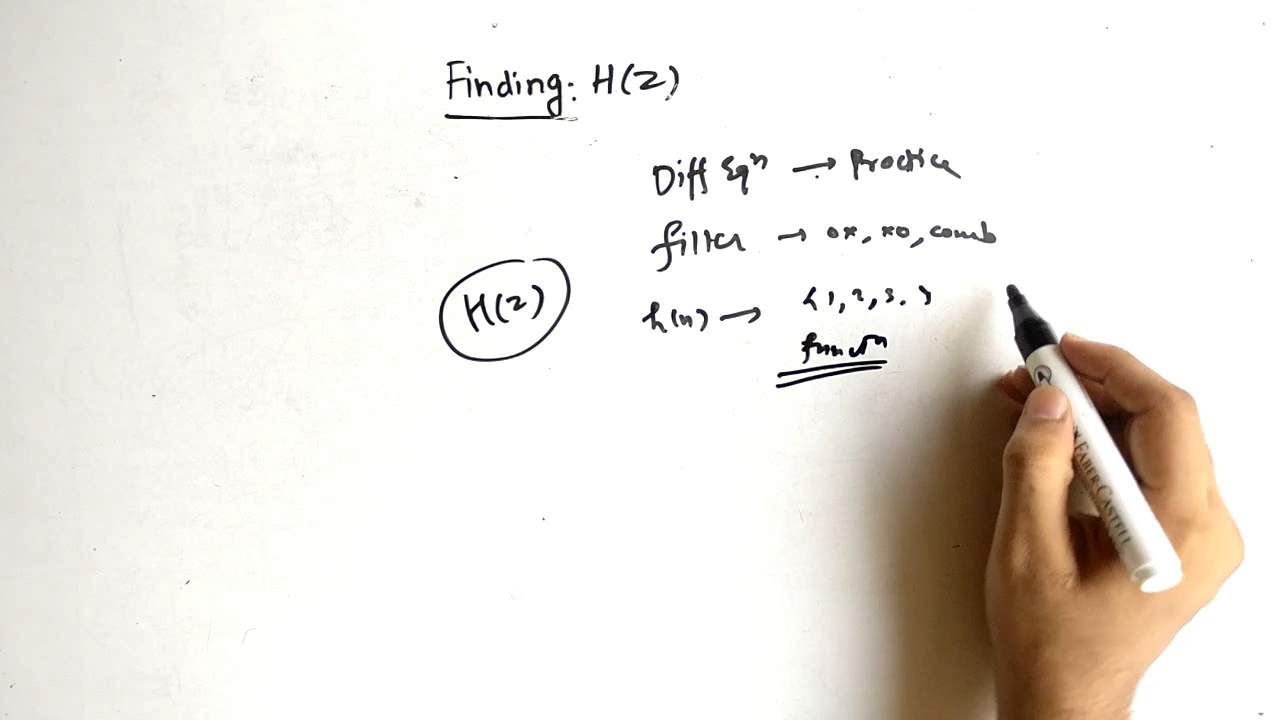 Finding: H(Z)
Diff Eqⁿ → Practice
filter → ox, xo, comb
H(Z)
h(n) → {1, 2, 3. }
functⁿ
FABER CASTELL